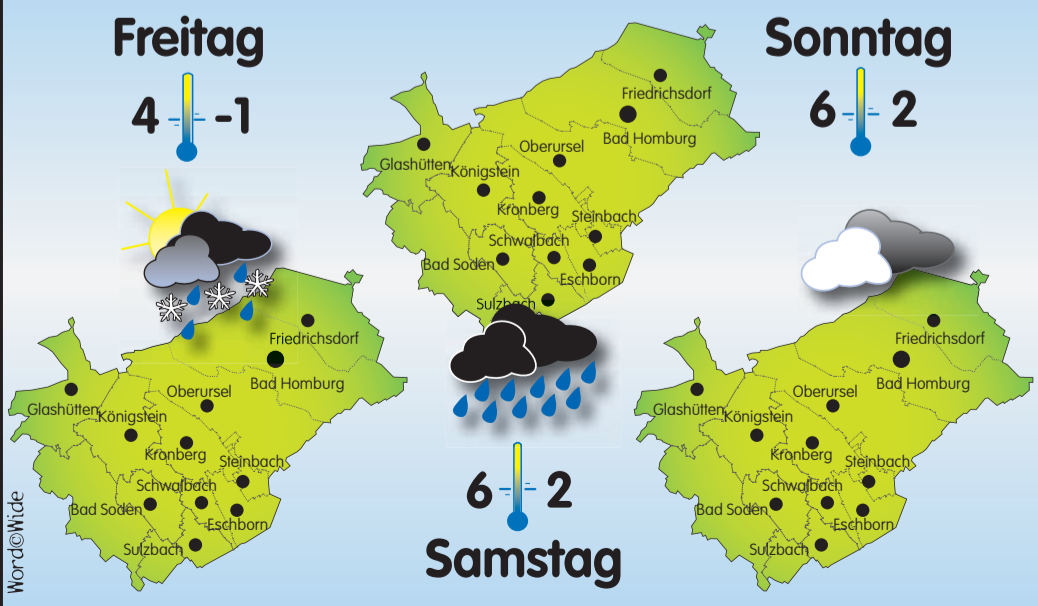 Freitag
4 -1
Friedrichsdorf
Bad Homburg
Oberursel
Glashütten
Königstein
Kronberg
Steinbach
Schwalbach
Bad Soden
Eschborn
Sulzbach
Friedrichsdorf
Bad Homburg
Oberursel
Glashütten
Königstein
Kronberg
Steinbach
Schwalbach
Bad Soden
Eschborn
Sulzbach
6 2
Samstag
Sonntag
6 2
Friedrichsdorf
Bad Homburg
Oberursel
Glashütten
Königstein
Kronberg
Steinbach
Schwalbach
Bad Soden
Eschborn
Sulzbach
Word©Wide